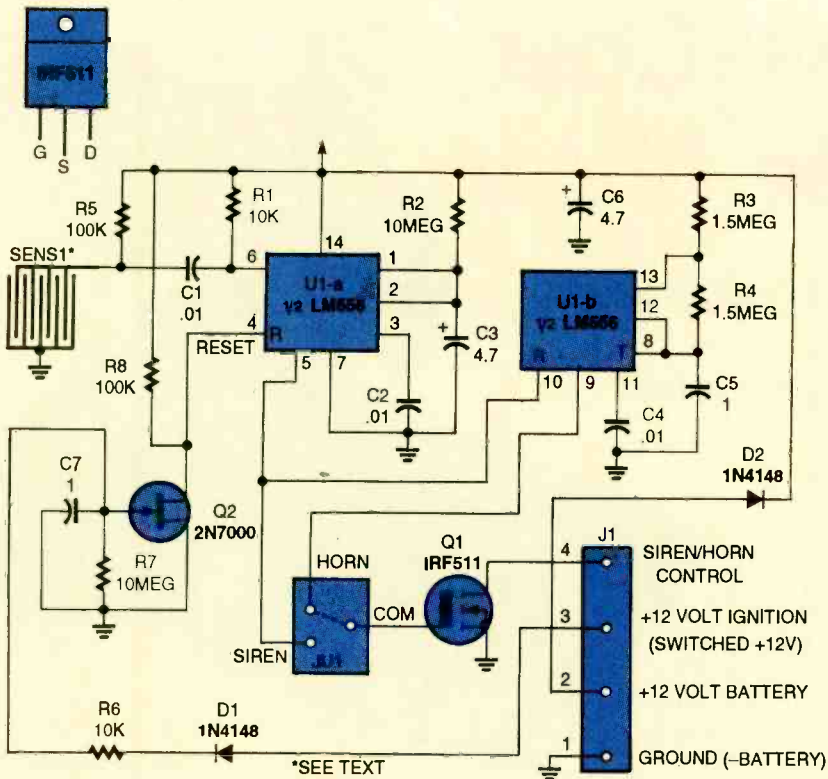 IRF511
G
S
D
R5
100K
R1
10K
R2
10MEG
C6
4.7
R3
1.5MEG
SENS1*
C1
.01
6
14
1
2
3
4
5
7
U1-a
1/2 LM556
R
RESET
C3
4.7
C2
.01
R8
100K
13
12
8
U1-b
1/2 LM556
R
T
10
9
11
R4
1.5MEG
C5
1
C4
.01
D2
1N4148
C7
1
Q2
2N7000
R7
10MEG
HORN
COM
SIREN
JU1
Q1
IRF511
J1
4
SIREN/HORN
CONTROL
3
+12 VOLT IGNITION
(SWITCHED +12V)
2
+12 VOLT BATTERY
1
GROUND (–BATTERY)
R6
10K
D1
1N4148
*SEE TEXT
+
+